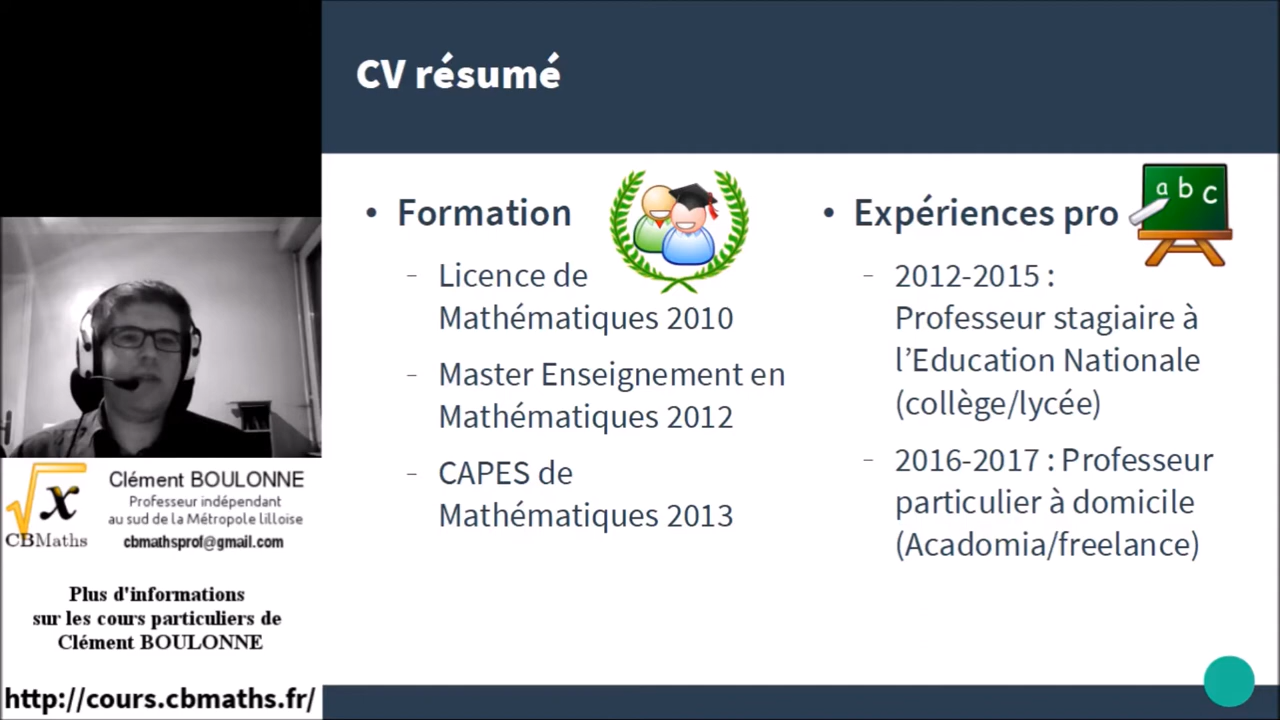 CV résumé
• Formation
- Licence de
Mathématiques 2010
- Master Enseignement en
Mathématiques 2012
- CAPES de
Mathématiques 2013
• Expériences pro
a b c
- 2012-2015 :
Professeur stagiaire à
l’Education Nationale
(collège/lycée)
- 2016-2017 : Professeur
particulier à domicile
(Acadomia/freelance)
√x
CBMaths
Clément BOULONNE
Professeur indépendant
au sud de la Métropole lilloise
cbmathsprof@gmail.com
Plus d'informations
sur les cours particuliers de
Clément BOULONNE
http://cours.cbmaths.fr/